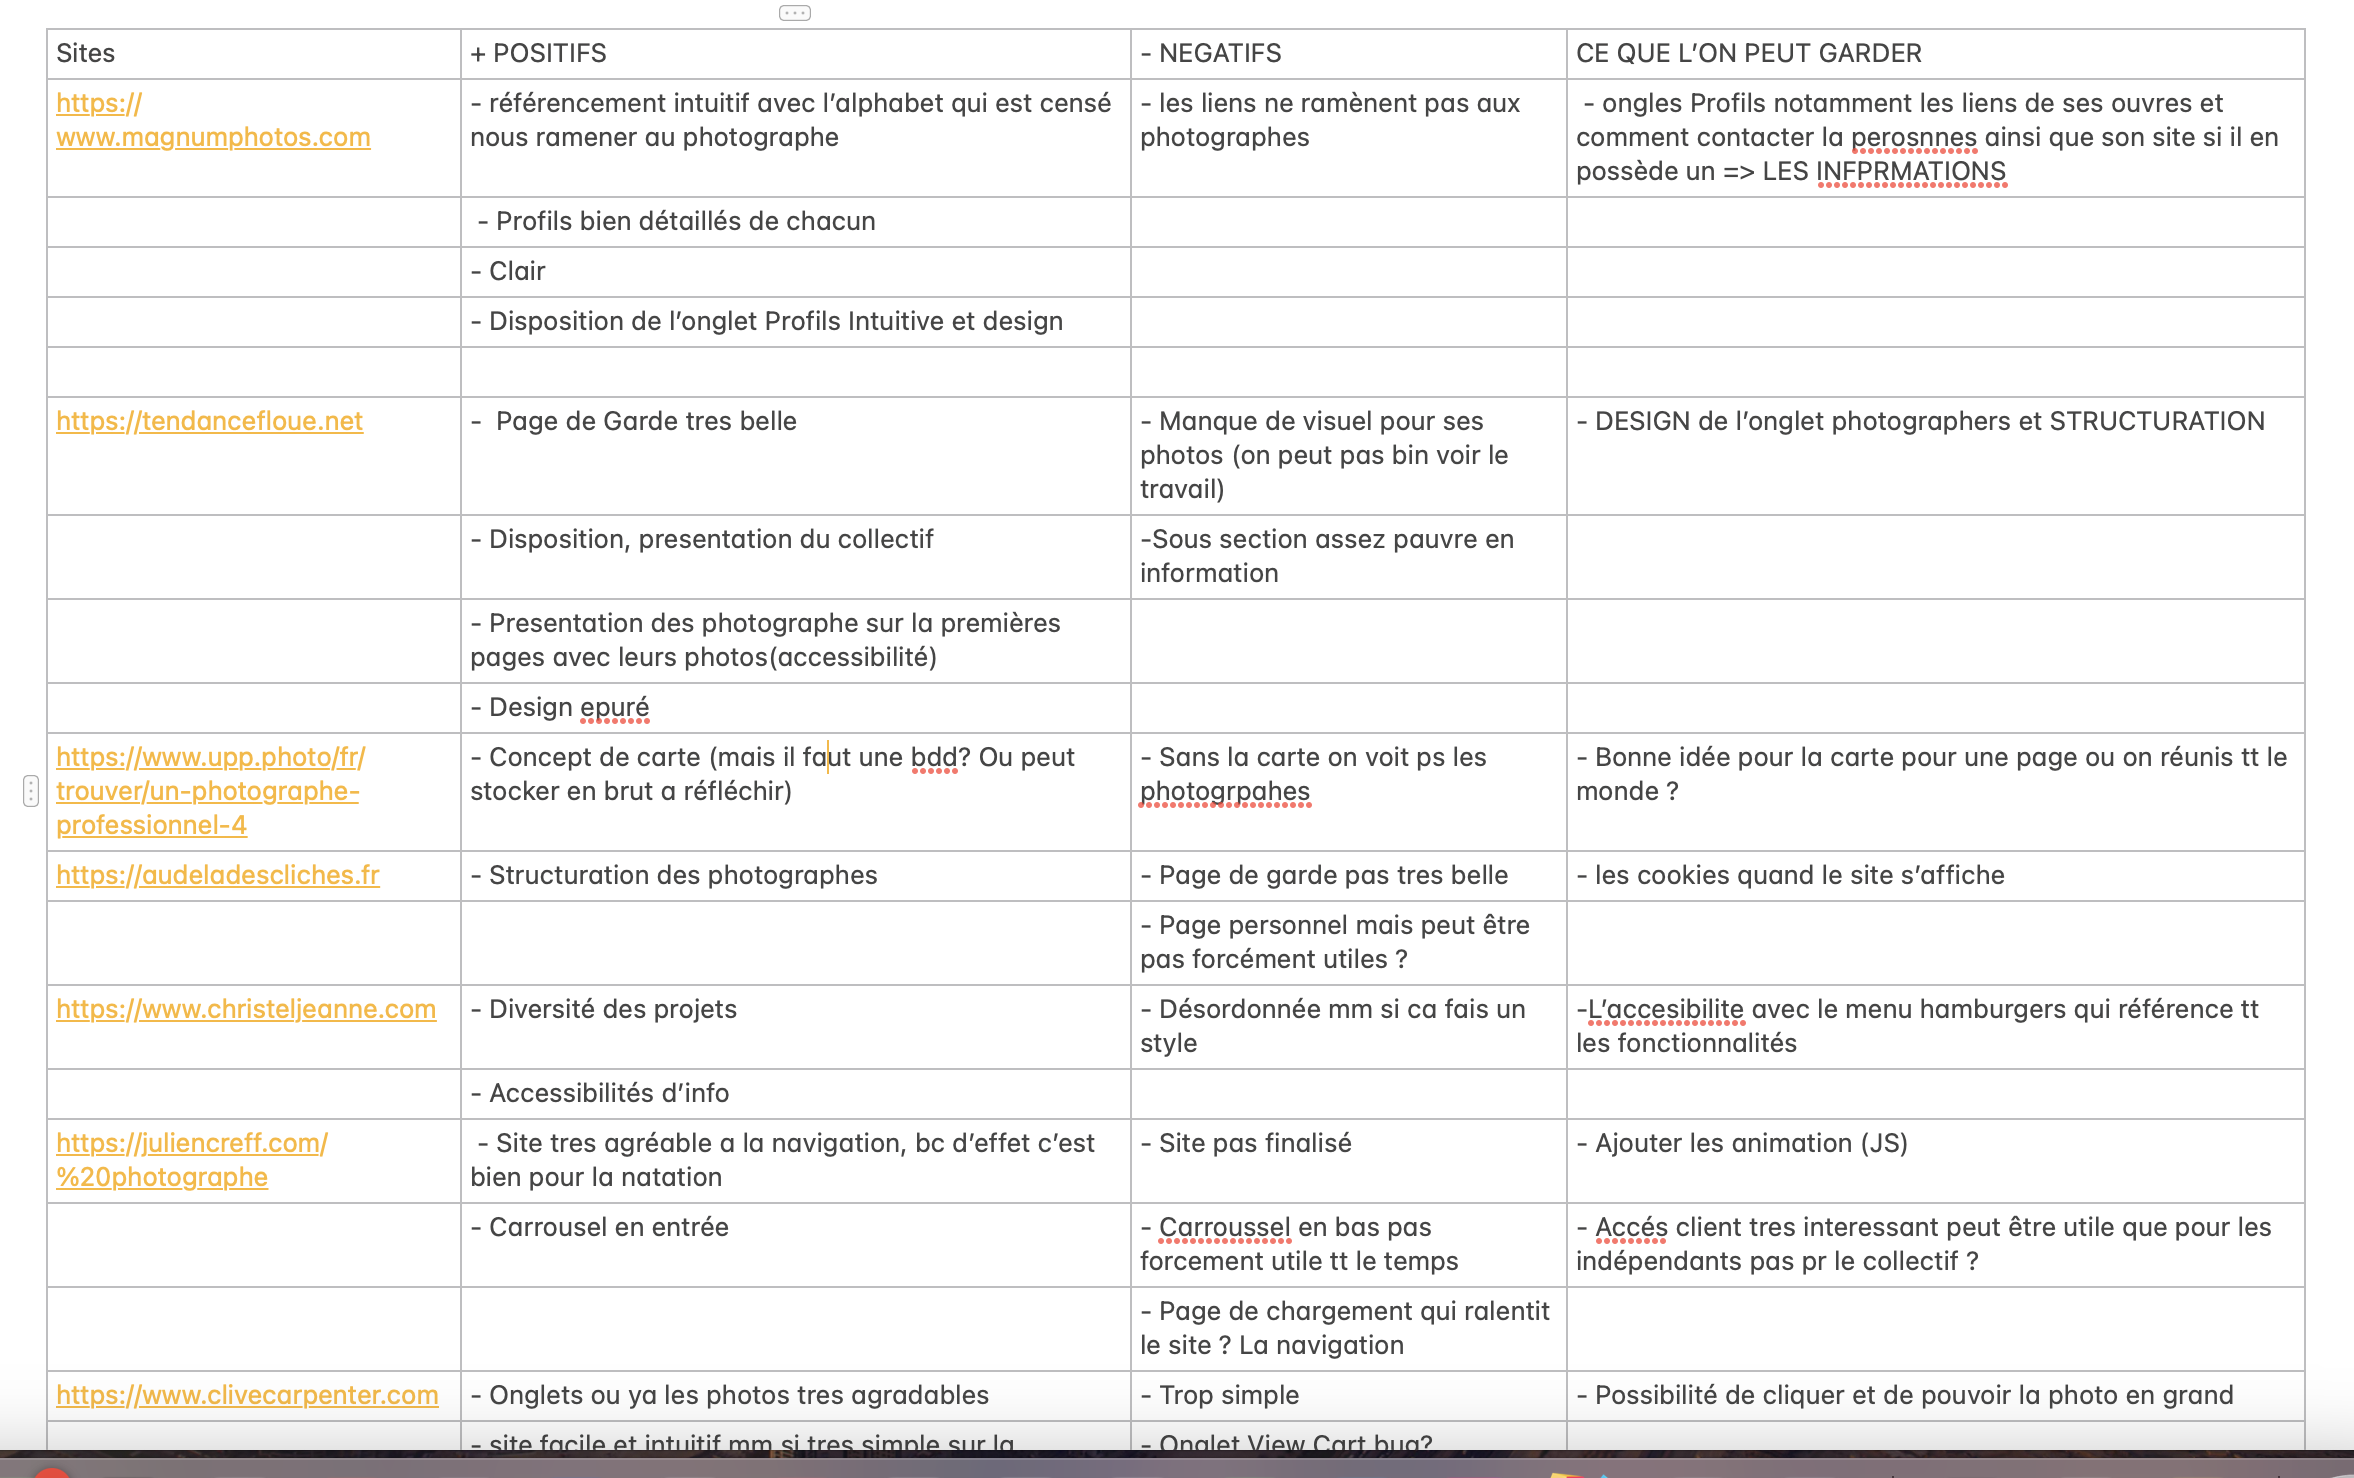 Sites
+ POSITIFS
- NEGATIFS
CE QUE L’ON PEUT GARDER
https://
www.magnumphotos.com
- référencement intuitif avec l’alphabet qui est censé
nous ramener au photographe
- les liens ne ramènent pas aux
photographes
- ongles Profils notamment les liens de ses ouvres et
comment contacter la perosnnes ainsi que son site si il en
possède un => LES INFPRMATIONS
- Profils bien détaillés de chacun
- Clair
- Disposition de l’onglet Profils Intuitive et design
https://tendancefloue.net
- Page de Garde tres belle
- Manque de visuel pour ses
photos (on peut pas bin voir le
travail)
- DESIGN de l’onglet photographers et STRUCTURATION
- Disposition, presentation du collectif
-Sous section assez pauvre en
information
- Presentation des photographe sur la premières
pages avec leurs photos(accessibilité)
- Design epuré
https://www.upp.photo/fr/
trouver/un-photographe-
professionnel-4
- Concept de carte (mais il faut une bdd? Ou peut
stocker en brut a réfléchir)
- Sans la carte on voit ps les
photogrpahes
- Bonne idée pour la carte pour une page ou on réunis tt le
monde ?
https://audeladescliches.fr
- Structuration des photographes
- Page de garde pas tres belle
- les cookies quand le site s’affiche
- Page personnel mais peut être
pas forcément utiles ?
https://www.christeljeanne.com
- Diversité des projets
- Désordonnée mm si ca fais un
style
-L’accesibilite avec le menu hamburgers qui référence tt
les fonctionnalités
- Accessibilités d’info
https://juliencreff.com/
%20photographe
- Site tres agréable a la navigation, bc d’effet c’est
bien pour la natation
- Site pas finalisé
- Ajouter les animation (JS)
- Carrousel en entrée
- Carroussel en bas pas
forcement utile tt le temps
- Accés client tres interessant peut être utile que pour les
indépendants pas pr le collectif ?
- Page de chargement qui ralentit
le site ? La navigation
https://www.clivecarpenter.com
- Onglets ou ya les photos tres agradables
- Trop simple
- Possibilité de cliquer et de pouvoir la photo en grand
- site facile et intuitif mm si tres simple sur la
- Onglet View Cart bug?